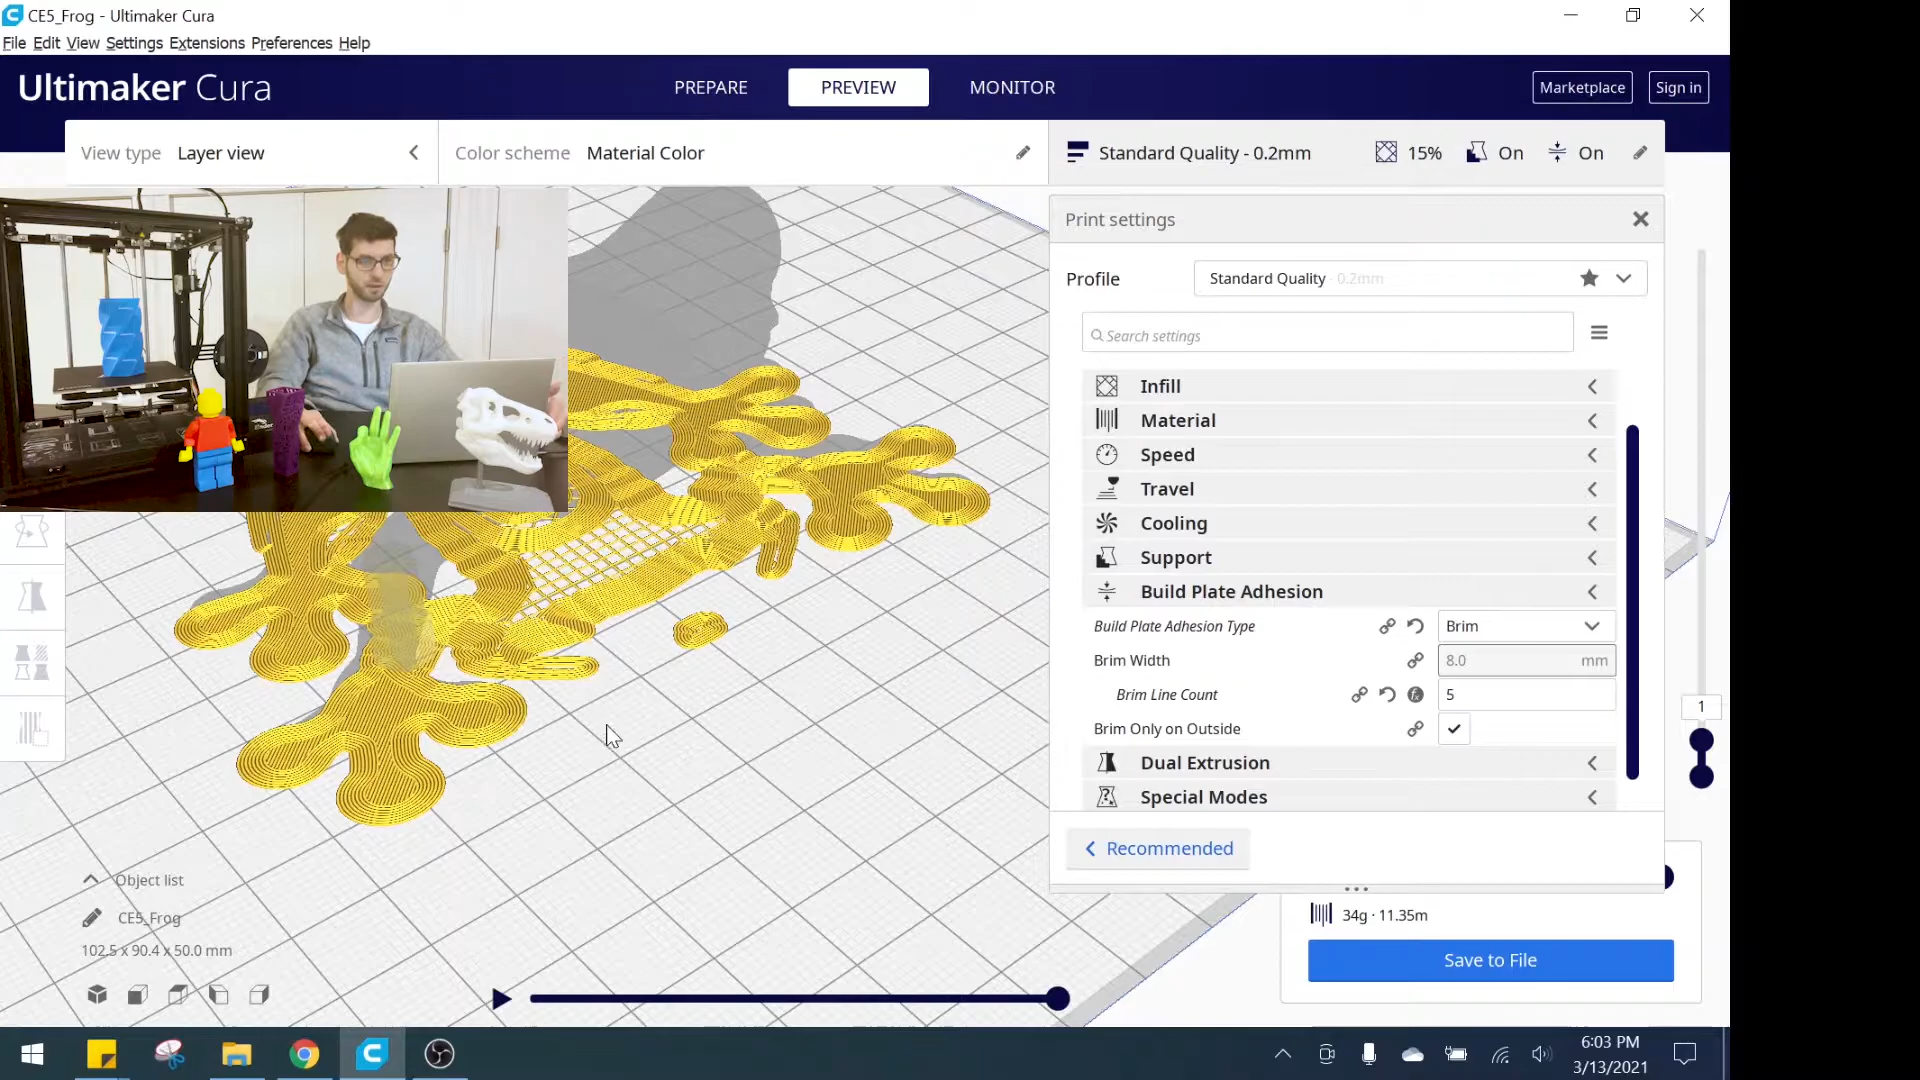 CE5_Frog - Ultimaker Cura
File Edit View Settings Extensions Preferences Help
Ultimaker Cura
PREPARE
PREVIEW
MONITOR
Marketplace
Sign in
View type Layer view
Color scheme Material Color
Standard Quality - 0.2mm
15%
On
On
Print settings
Profile
Standard Quality - 0.2mm
Search settings
Infill
Material
Speed
Travel
Cooling
Support
Build Plate Adhesion
Build Plate Adhesion Type
Brim
Brim Width
8.0 mm
Brim Line Count
5
Brim Only on Outside
Dual Extrusion
Special Modes
Recommended
1
Object list
CE5_Frog
102.5 x 90.4 x 50.0 mm
34g · 11.35m
Save to File
6:03 PM
3/13/2021